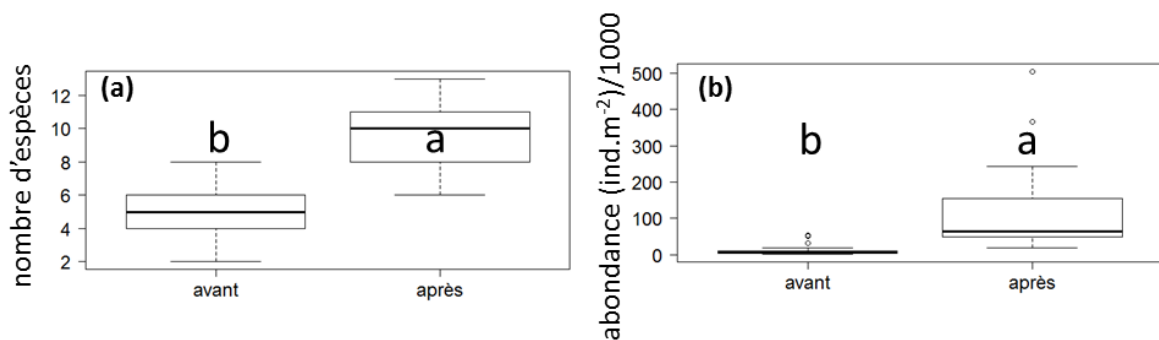 (a)
nombre d'espèces
12
10
8
6
4
2
b
a
avant
après
(b)
abondance (ind.m-2)/1000
500
400
300
200
100
0
b
a
avant
après